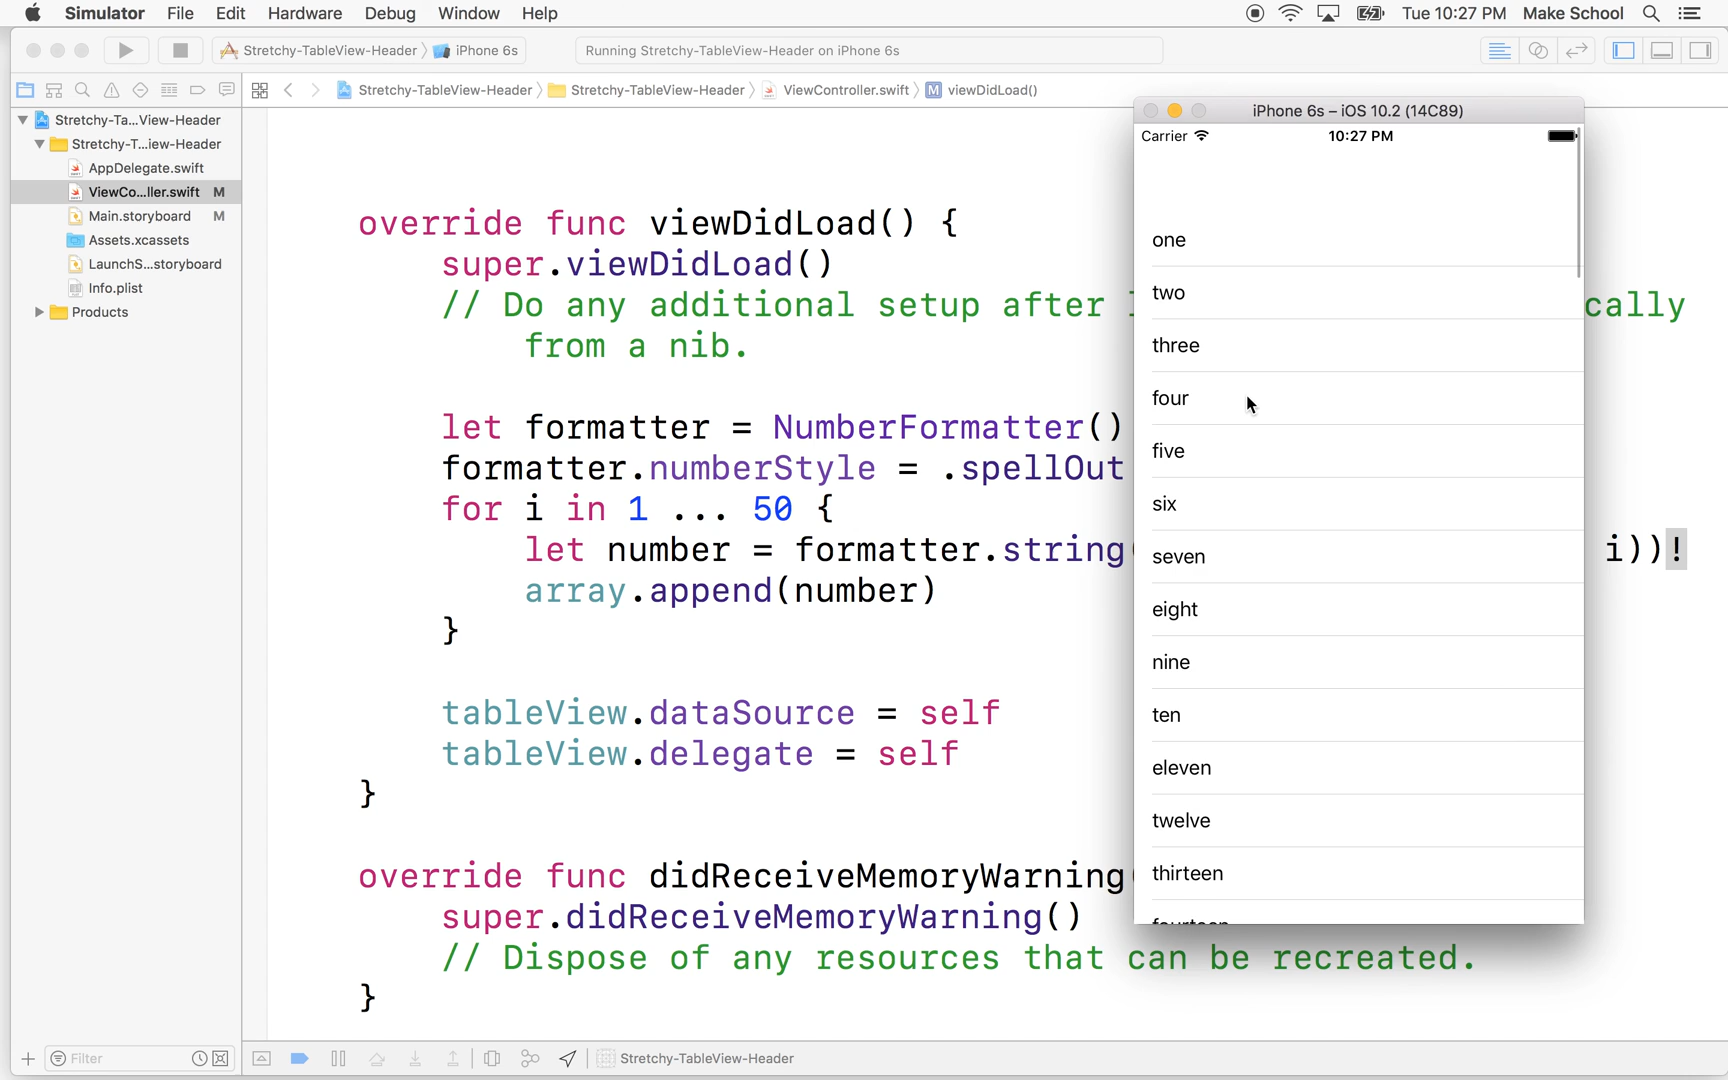 Simulator File Edit Hardware Debug Window Help Tue 10:27 PM Make School
Stretchy-TableView-Header iPhone 6s Running Stretchy-TableView-Header on iPhone 6s
Stretchy-TableView-Header Stretchy-TableView-Header ViewController.swift M viewDidLoad()
Stretchy-Ta...View-Header
Stretchy-T...iew-Header
AppDelegate.swift
ViewCo...ller.swift M
Main.storyboard M
Assets.xcassets
LaunchS...storyboard
Info.plist
Products
override func viewDidLoad() {
super.viewDidLoad()
// Do any additional setup after cally
from a nib.
let formatter = NumberFormatter()
formatter.numberStyle = .spellOut
for i in 1 ... 50 {
let number = formatter.string i))!
array.append(number)
}
tableView.dataSource = self
tableView.delegate = self
}
override func didReceiveMemoryWarning
super.didReceiveMemoryWarning()
// Dispose of any resources that can be recreated.
}
iPhone 6s – iOS 10.2 (14C89)
Carrier 10:27 PM
one
two
three
four
five
six
seven
eight
nine
ten
eleven
twelve
thirteen
fourteen
Filter
Stretchy-TableView-Header